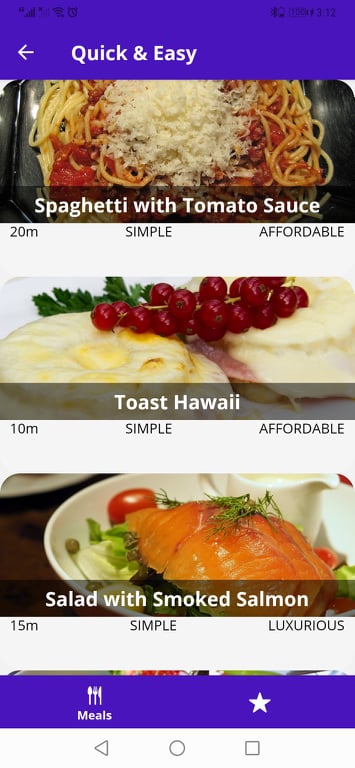 3:12
Quick & Easy
Spaghetti with Tomato Sauce
20m SIMPLE AFFORDABLE
Toast Hawaii
10m SIMPLE AFFORDABLE
Salad with Smoked Salmon
15m SIMPLE LUXURIOUS
Meals